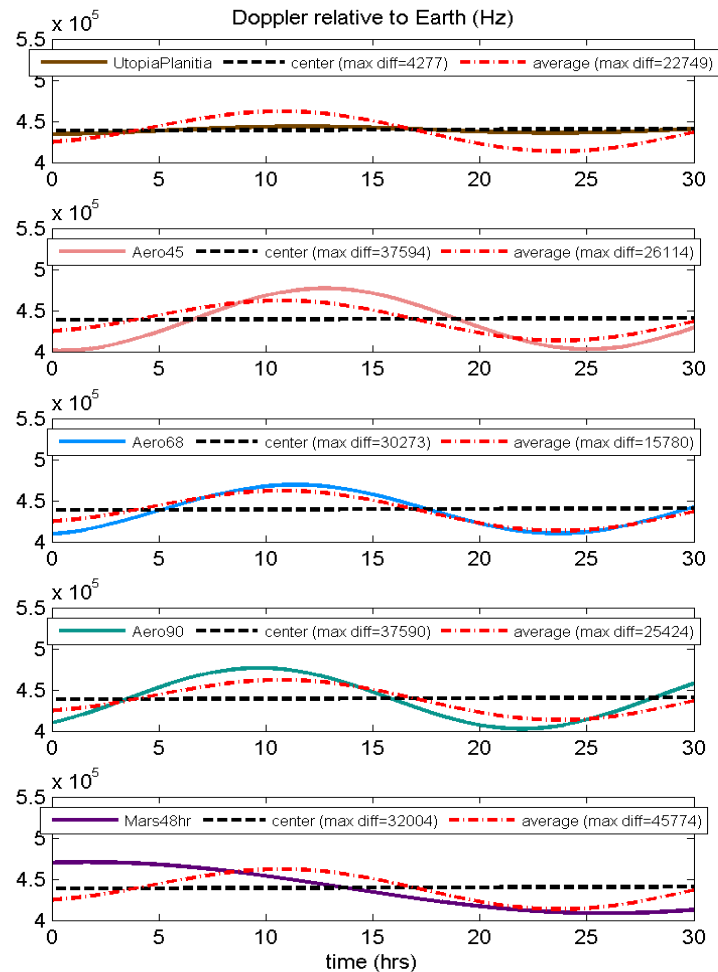 Doppler relative to Earth (Hz)
x 10^5
5.5
UtopiaPlanitia center (max diff=4277) average (max diff=22749)
5
4.5
4
0 5 10 15 20 25 30
x 10^5
5.5
Aero45 center (max diff=37594) average (max diff=26114)
5
4.5
4
0 5 10 15 20 25 30
x 10^5
5.5
Aero68 center (max diff=30273) average (max diff=15780)
5
4.5
4
0 5 10 15 20 25 30
x 10^5
5.5
Aero90 center (max diff=37590) average (max diff=25424)
5
4.5
4
0 5 10 15 20 25 30
x 10^5
5.5
Mars48hr center (max diff=32004) average (max diff=45774)
5
4.5
4
0 5 10 15 20 25 30
time (hrs)